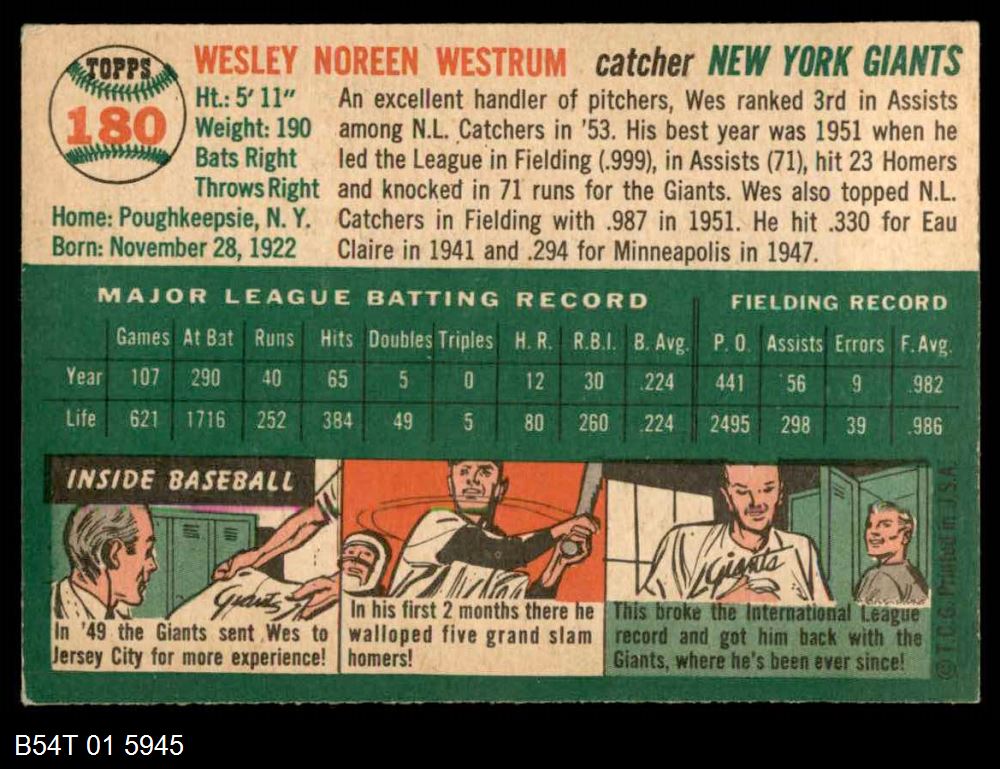 TOPPS
180
WESLEY NOREEN WESTRUM catcher NEW YORK GIANTS
Ht.: 5' 11"
Weight: 190
Bats Right
Throws Right
Home: Poughkeepsie, N. Y.
Born: November 28, 1922
An excellent handler of pitchers, Wes ranked 3rd in Assists
among N.L. Catchers in '53. His best year was 1951 when he
led the League in Fielding (.999), in Assists (71), hit 23 Homers
and knocked in 71 runs for the Giants. Wes also topped N.L.
Catchers in Fielding with .987 in 1951. He hit .330 for Eau
Claire in 1941 and .294 for Minneapolis in 1947.
MAJOR LEAGUE BATTING RECORD FIELDING RECORD
Games At Bat Runs Hits Doubles Triples H. R. R.B.I. B. Avg. P. O. Assists Errors F. Avg.
Year 107 290 40 65 5 0 12 30 .224 441 56 9 .982
Life 621 1716 252 384 49 5 80 260 .224 2495 298 39 .986
INSIDE BASEBALL
Giants
In '49 the Giants sent Wes to
Jersey City for more experience!
In his first 2 months there he
walloped five grand slam
homers!
Giants
This broke the International League
record and got him back with the
Giants, where he's been ever since!
© T.C.G. Printed in U.S.A.
B54T 01 5945